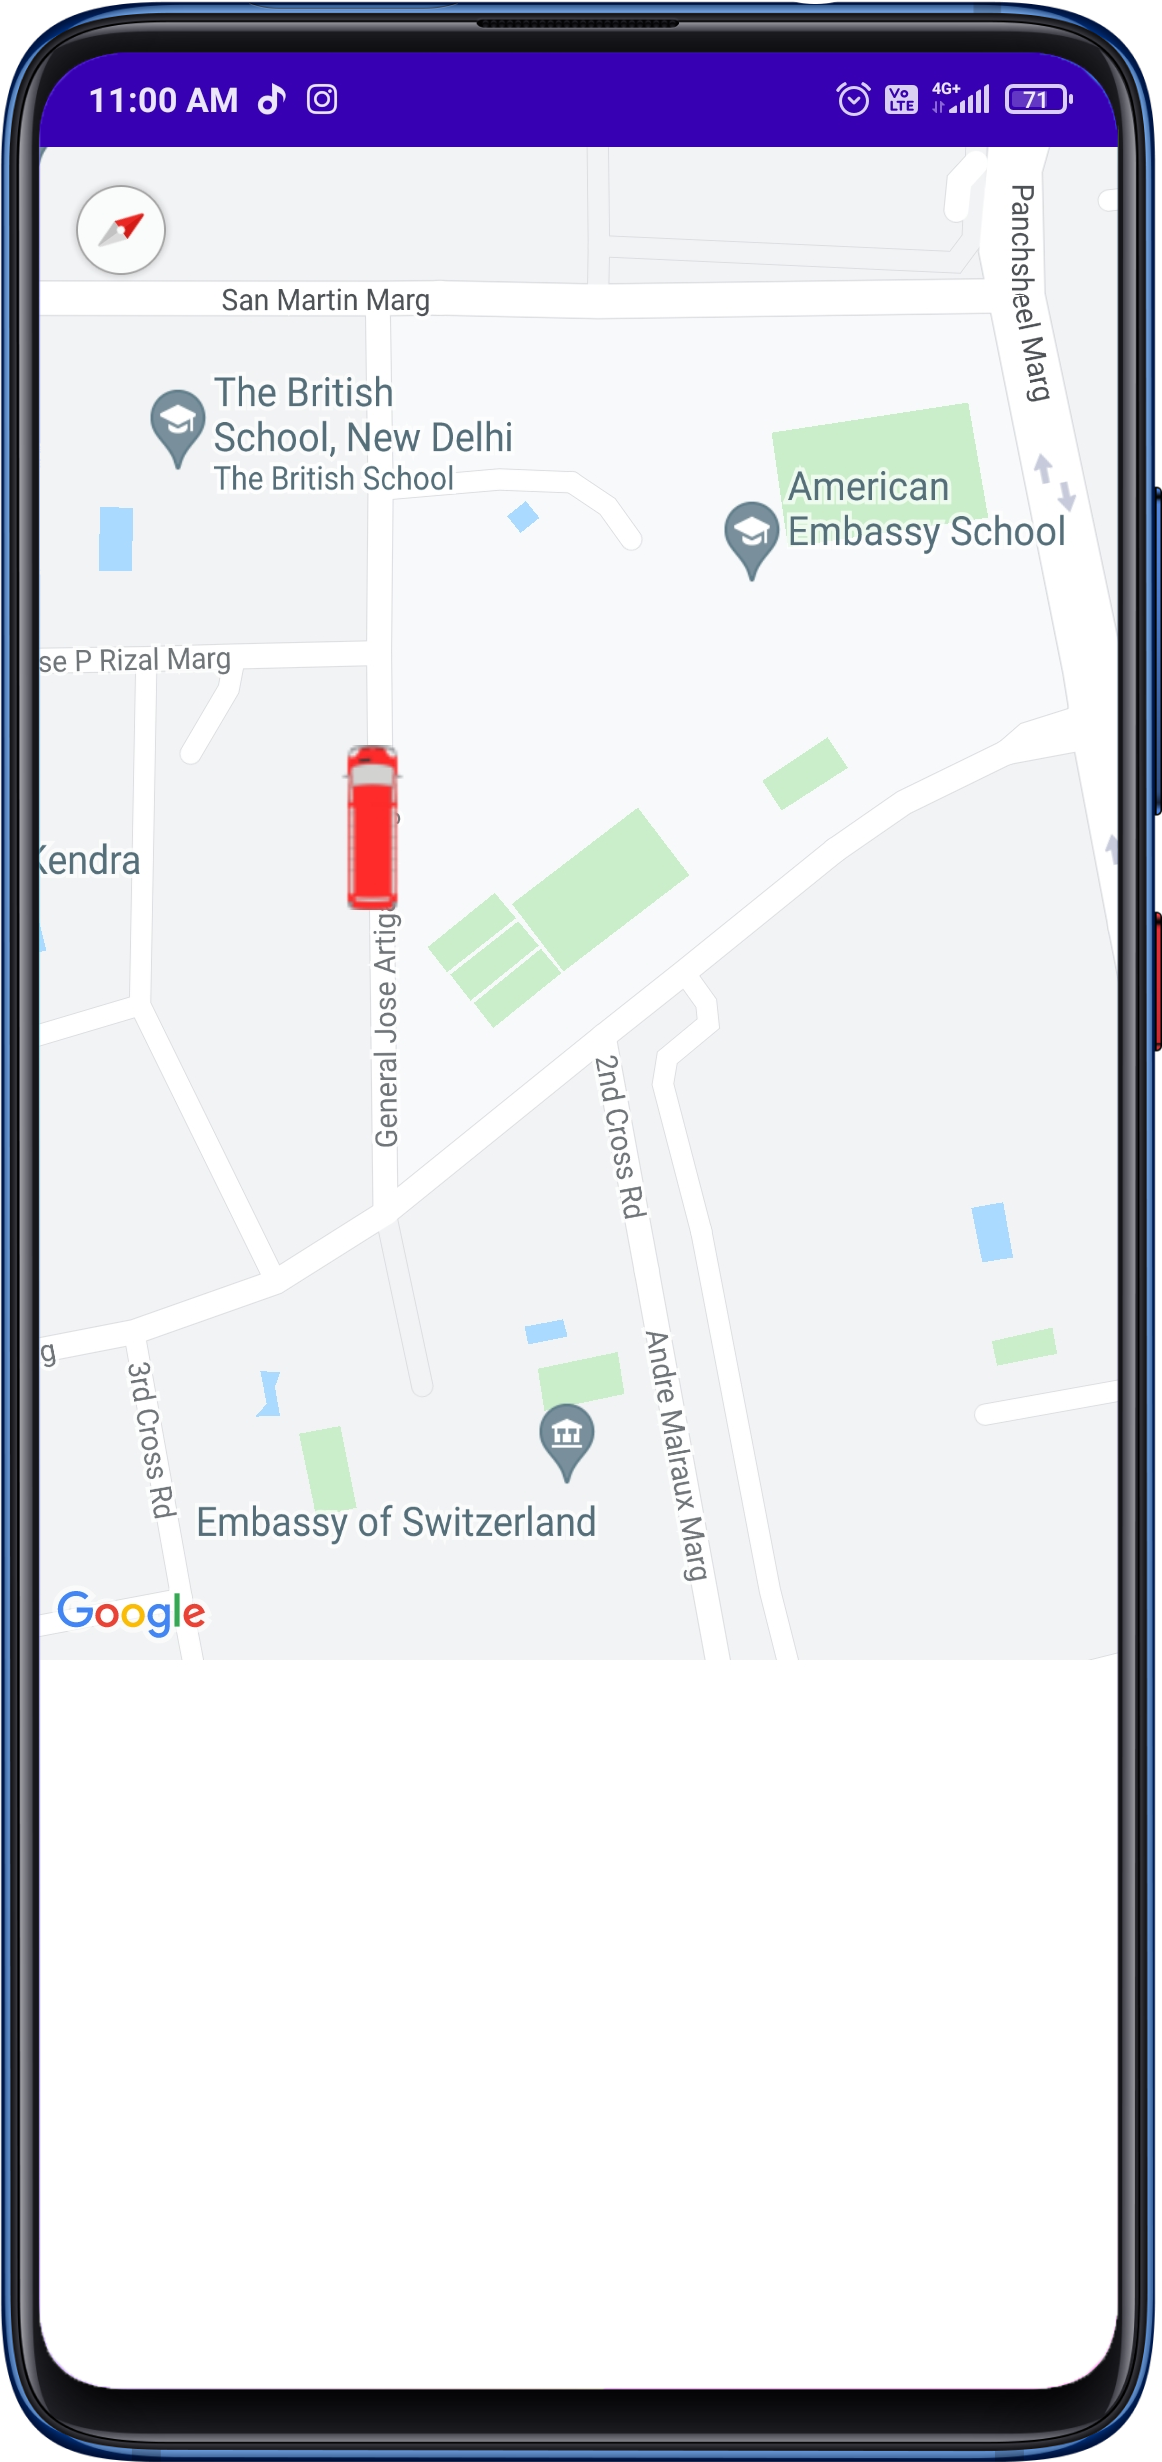 11:00 AM
Vo
LTE
4G+
71
San Martin Marg
Panchsheel Marg
The British
School, New Delhi
The British School
American
Embassy School
se P Rizal Marg
Kendra
General Jose Artig
2nd Cross Rd
g
3rd Cross Rd
Andre Malraux Marg
Embassy of Switzerland
Google